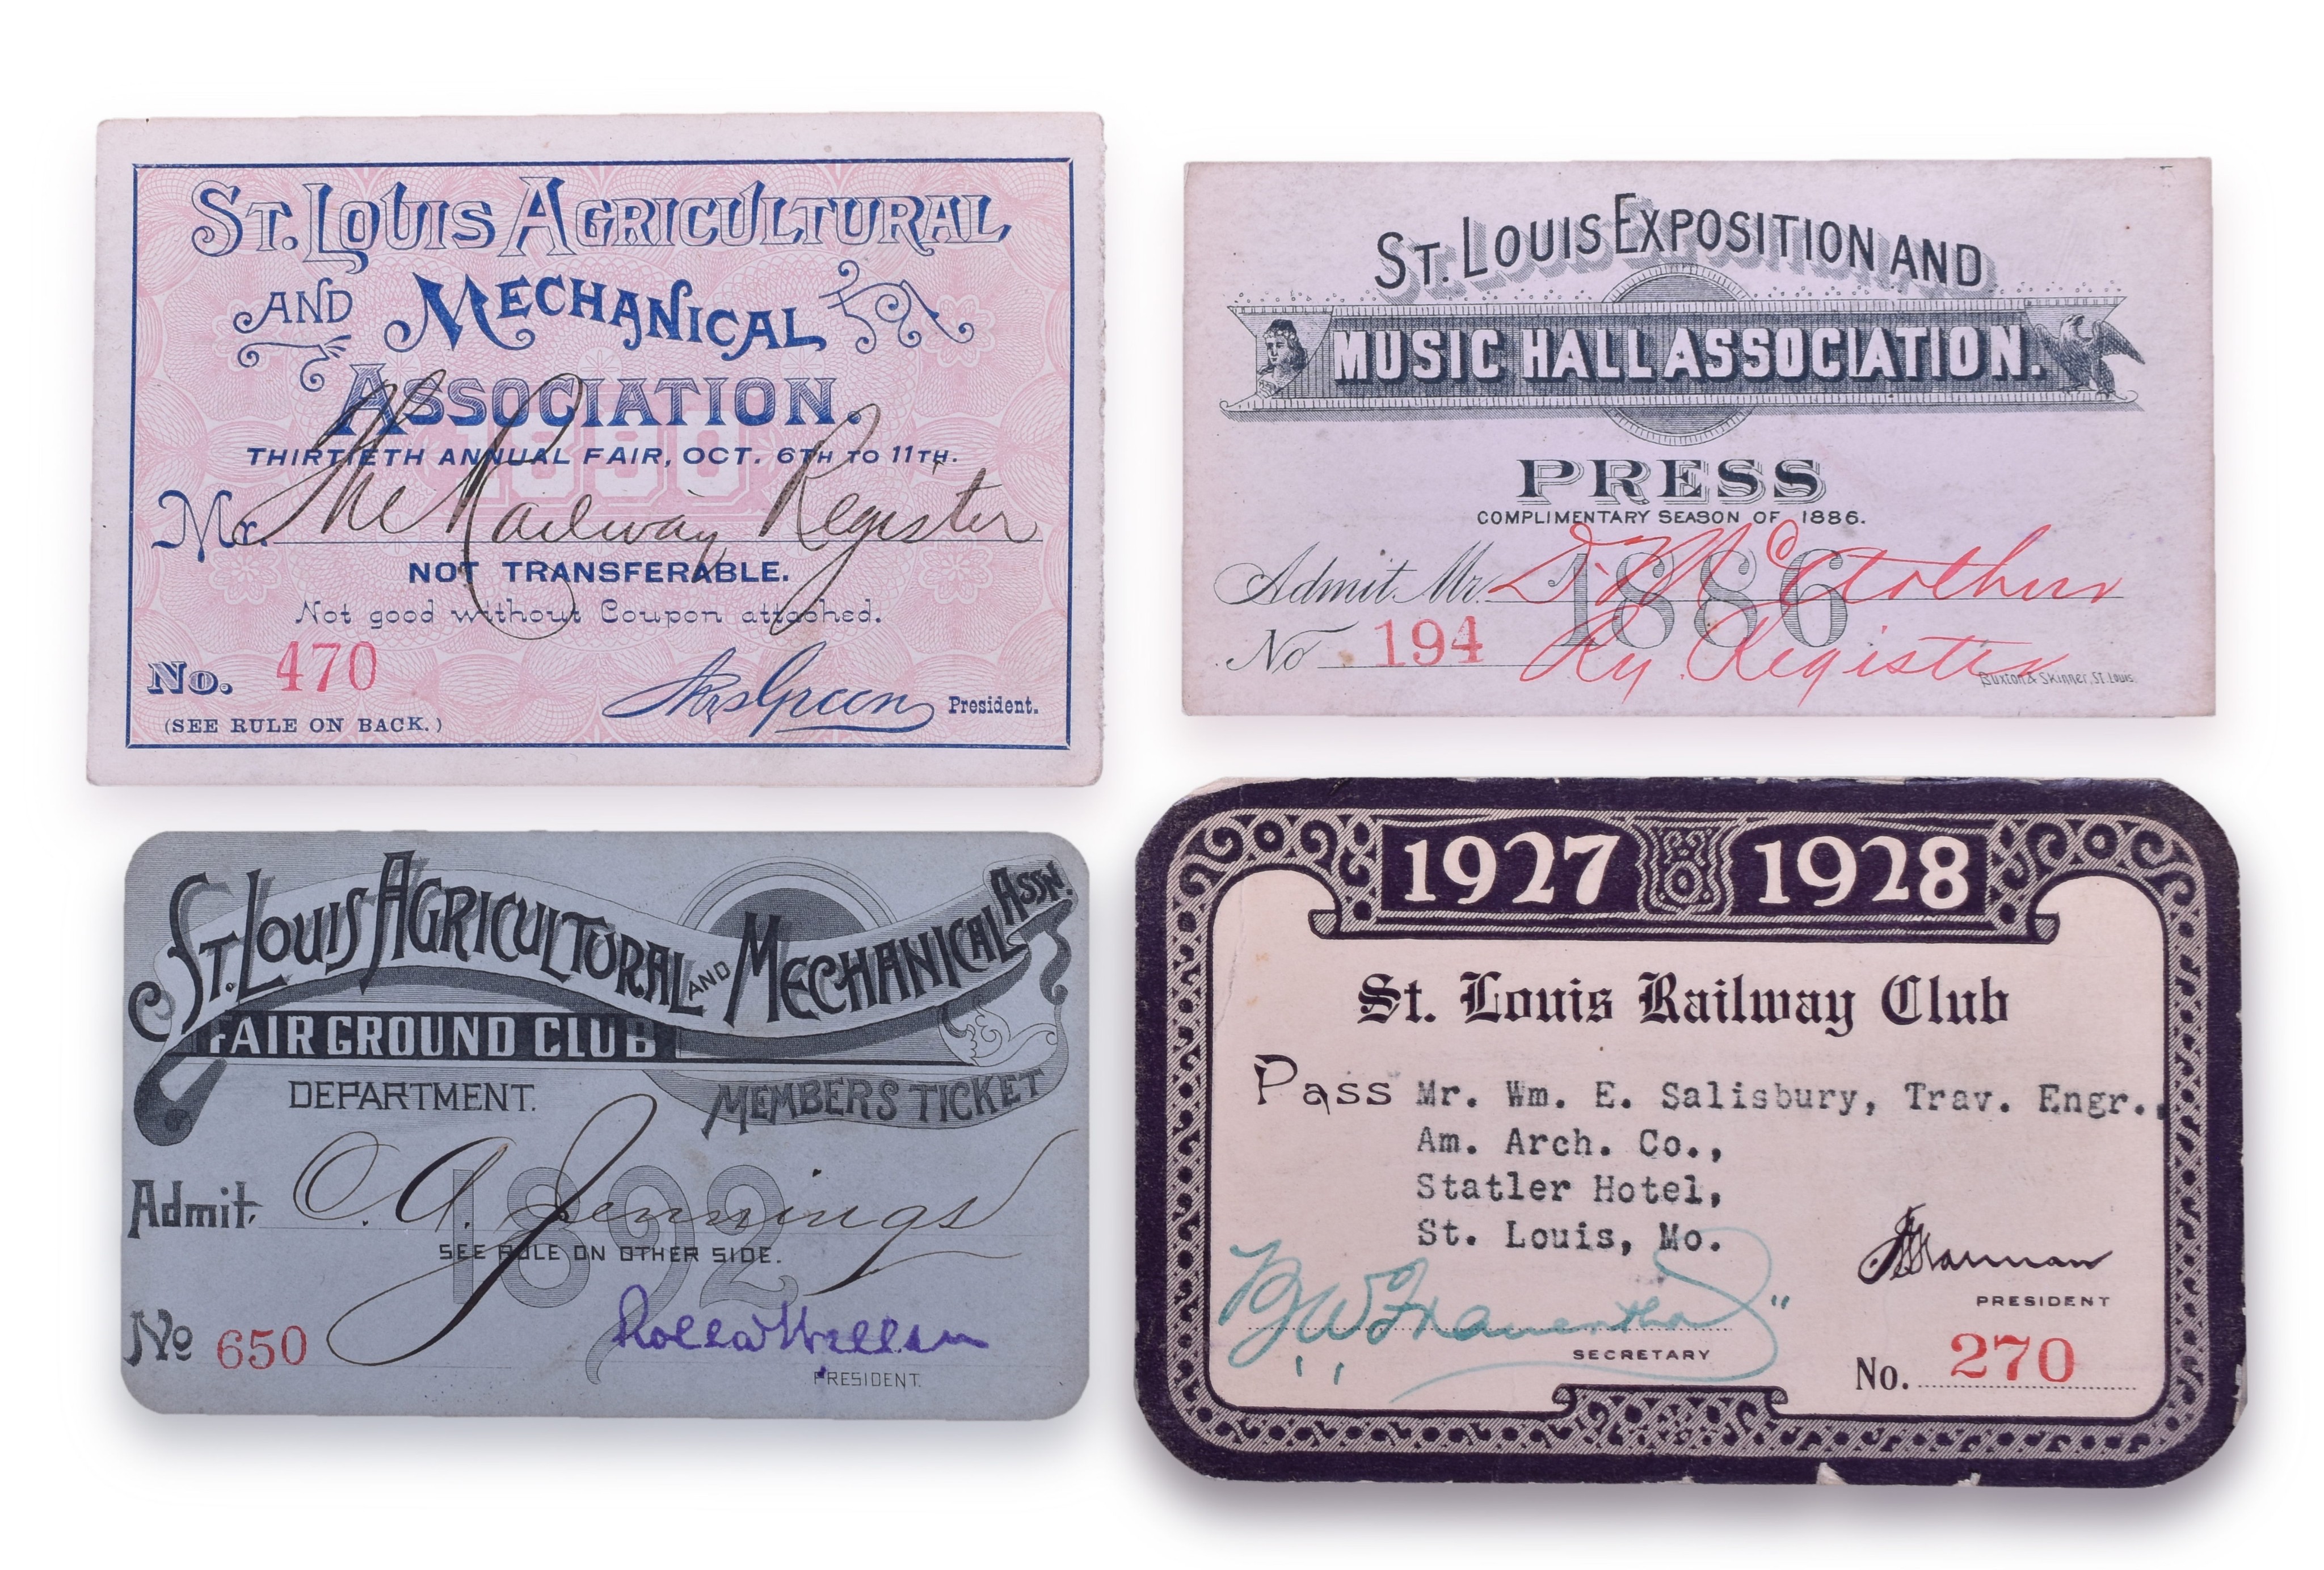 ST. LOUIS AGRICULTURAL
AND MECHANICAL
ASSOCIATION.
1890
THIRTIETH ANNUAL FAIR, OCT. 6TH TO 11TH.
Mr. The Railway Register
NOT TRANSFERABLE.
Not good without Coupon attached.
No. 470
Green President.
(SEE RULE ON BACK.)
ST. LOUIS EXPOSITION AND
MUSIC HALL ASSOCIATION.
PRESS
COMPLIMENTARY SEASON OF 1886.
1886
Admit Mr.
No 194 Ry. Register
Buxton & Skinner, St. Louis.
ST. LOUIS AGRICULTURAL AND MECHANICAL ASSN.
FAIR GROUND CLUB
DEPARTMENT.
MEMBERS TICKET
1892
Admit. C. A. Jennings
SEE RULE ON OTHER SIDE.
No 650
Rolla Wells
PRESIDENT.
1927 1928
St. Louis Railway Club
Pass Mr. Wm. E. Salisbury, Trav. Engr.,
Am. Arch. Co.,
Statler Hotel,
St. Louis, Mo.
PRESIDENT
B W Frauenthal
SECRETARY
No. 270